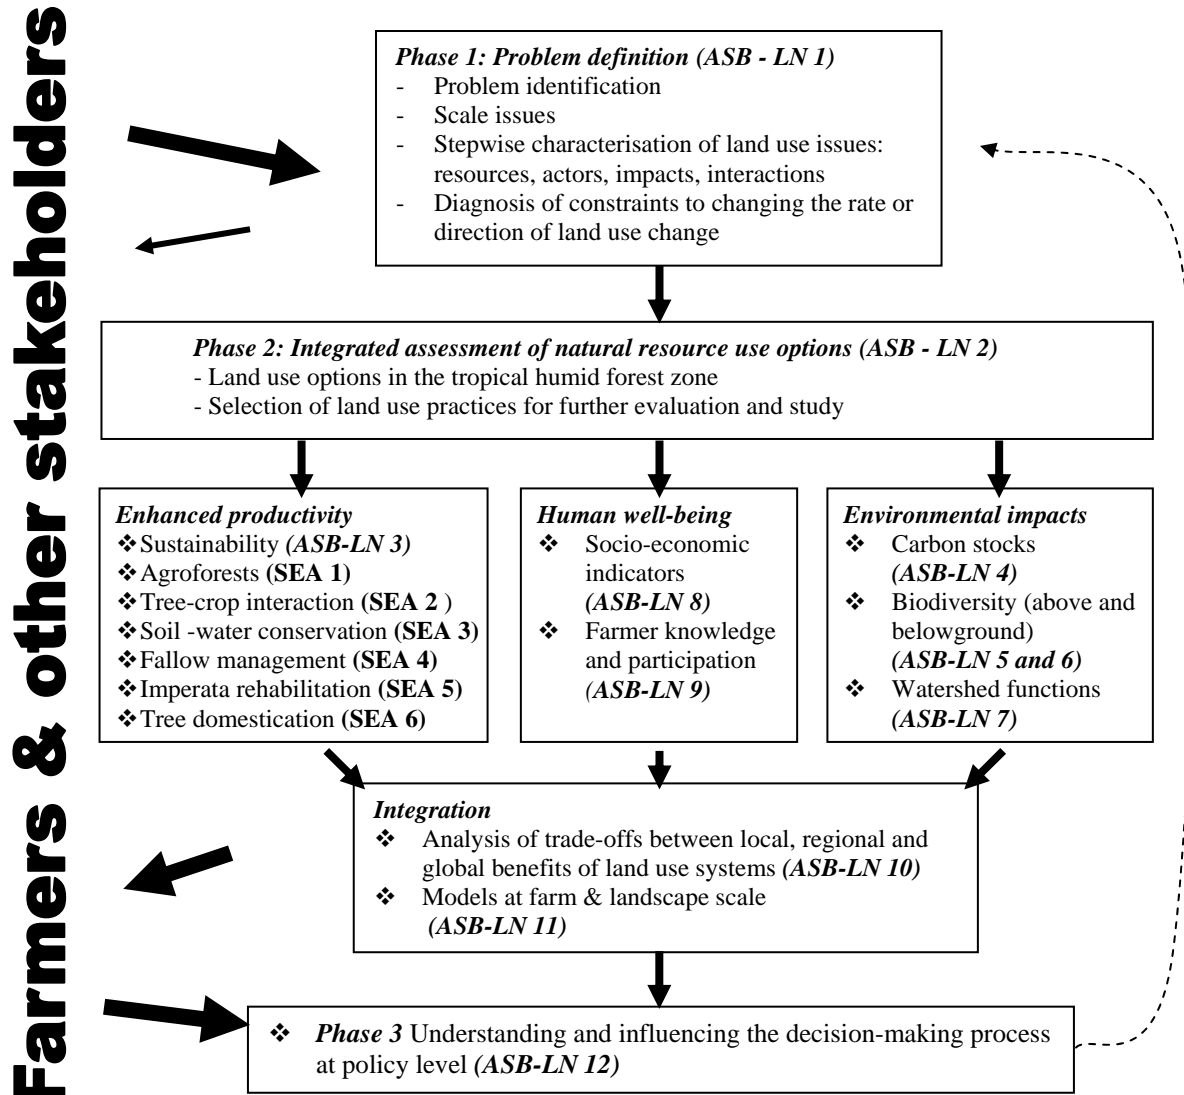 Farmers & other stakeholders
Phase 1: Problem definition (ASB - LN 1)
- Problem identification
- Scale issues
- Stepwise characterisation of land use issues:
resources, actors, impacts, interactions
- Diagnosis of constraints to changing the rate or
direction of land use change
Phase 2: Integrated assessment of natural resource use options (ASB - LN 2)
- Land use options in the tropical humid forest zone
- Selection of land use practices for further evaluation and study
Enhanced productivity
❖Sustainability (ASB-LN 3)
❖Agroforests (SEA 1)
❖Tree-crop interaction (SEA 2 )
❖Soil -water conservation (SEA 3)
❖Fallow management (SEA 4)
❖Imperata rehabilitation (SEA 5)
❖Tree domestication (SEA 6)
Human well-being
❖ Socio-economic
indicators
(ASB-LN 8)
❖ Farmer knowledge
and participation
(ASB-LN 9)
Environmental impacts
❖ Carbon stocks
(ASB-LN 4)
❖ Biodiversity (above and
belowground)
(ASB-LN 5 and 6)
❖ Watershed functions
(ASB-LN 7)
Integration
❖ Analysis of trade-offs between local, regional and
global benefits of land use systems (ASB-LN 10)
❖ Models at farm & landscape scale
(ASB-LN 11)
❖ Phase 3 Understanding and influencing the decision-making process
at policy level (ASB-LN 12)